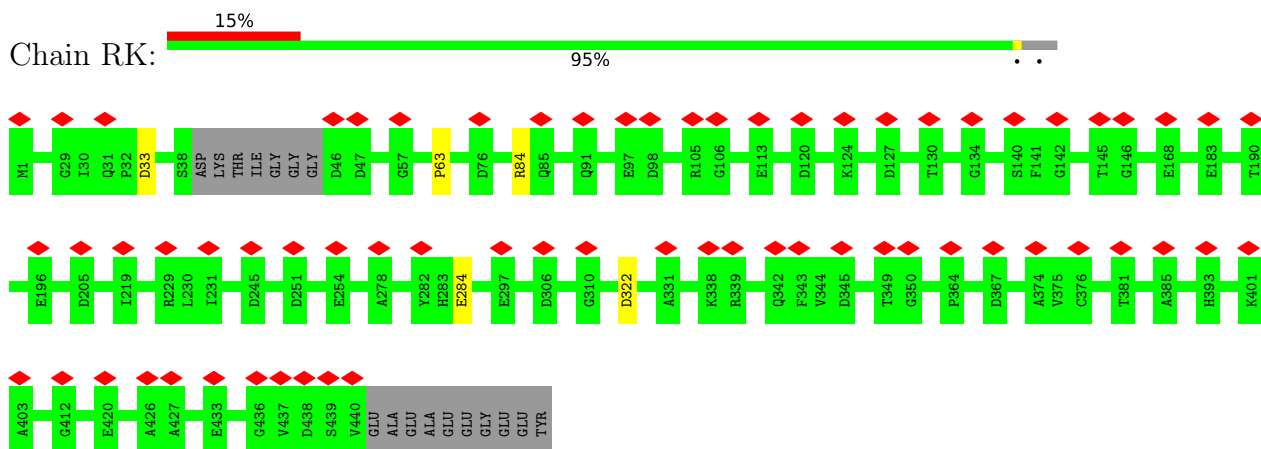 15%
Chain RK:
95%
M1 G29 I30 Q31 P32 D33 S38 ASP LYS THR ILE GLY GLY GLY D46 D47 G57 P63 D76 R84 Q85 Q91 E97 D98 R105 G106 E113 D120 K124 D127 T130 G134 S140 F141 G142 T145 G146 E168 E183 T190
E196 D205 I219 R229 L230 I231 D245 D251 E254 A278 Y282 H283 E284 E297 D306 G310 D322 A331 K338 R339 Q342 F343 V344 D345 T349 G350 P364 D367 A374 V375 C376 T381 A385 H393 K401
A403 G412 E420 A426 A427 E433 G436 V437 D438 S439 V440 GLU ALA GLU ALA GLU GLU GLY GLU GLU TYR